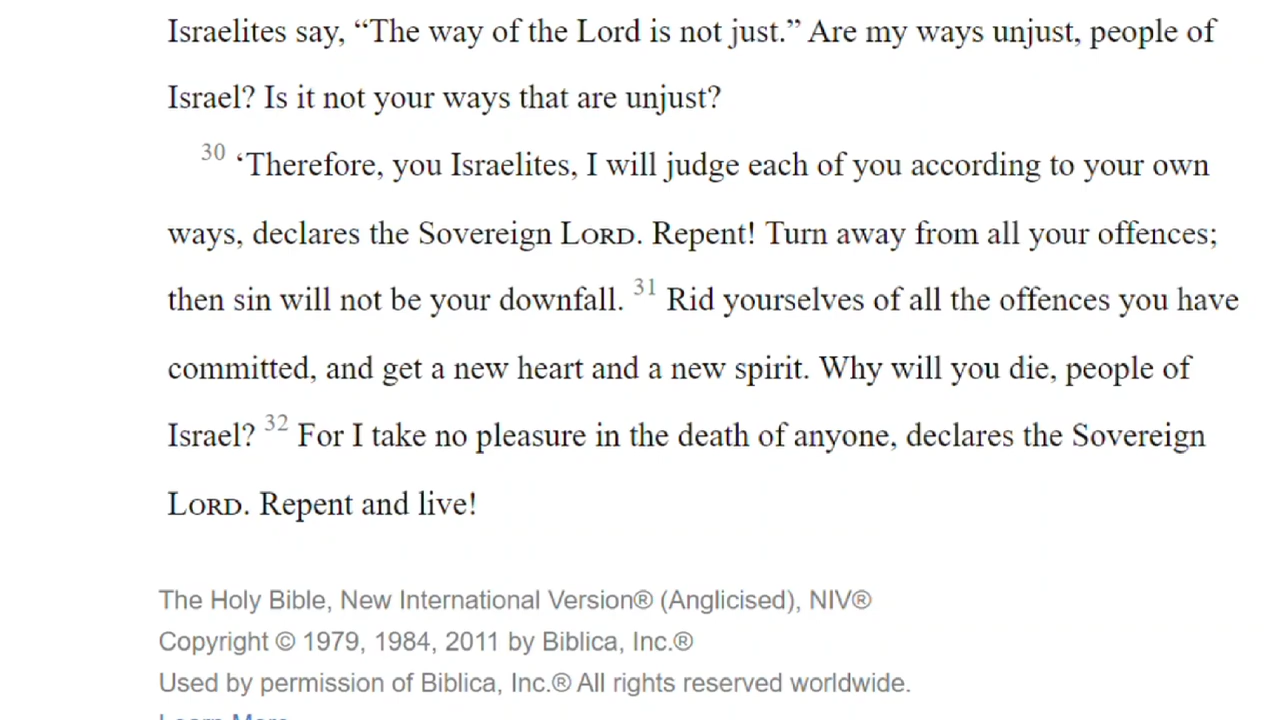 Israelites say, “The way of the Lord is not just.” Are my ways unjust, people of
Israel? Is it not your ways that are unjust?
30 ‘Therefore, you Israelites, I will judge each of you according to your own
ways, declares the Sovereign LORD. Repent! Turn away from all your offences;
then sin will not be your downfall. 31 Rid yourselves of all the offences you have
committed, and get a new heart and a new spirit. Why will you die, people of
Israel? 32 For I take no pleasure in the death of anyone, declares the Sovereign
LORD. Repent and live!
The Holy Bible, New International Version® (Anglicised), NIV®
Copyright © 1979, 1984, 2011 by Biblica, Inc.®
Used by permission of Biblica, Inc.® All rights reserved worldwide.
Learn More